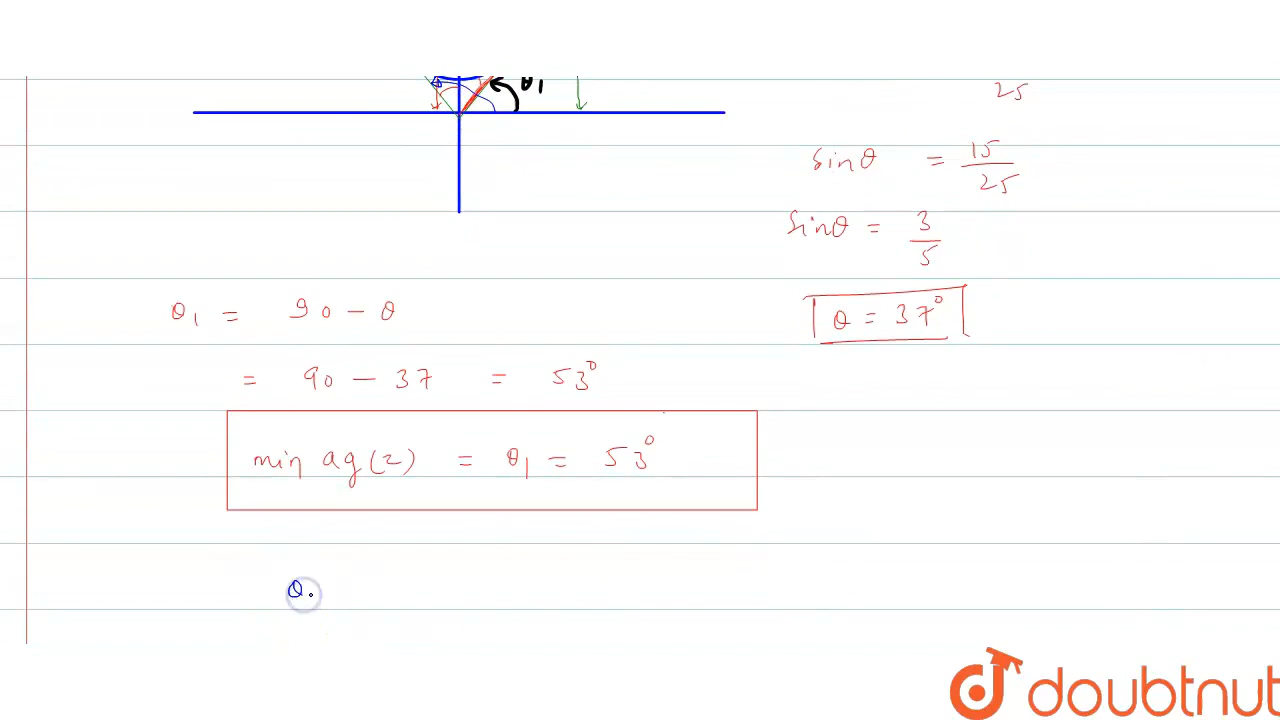 θ1
25
sinθ = 15/25
sinθ = 3/5
θ1 = 90 - θ
θ = 37°
= 90 - 37 = 53°
min ag(z) = θ1 = 53°
θ.
doubtnut